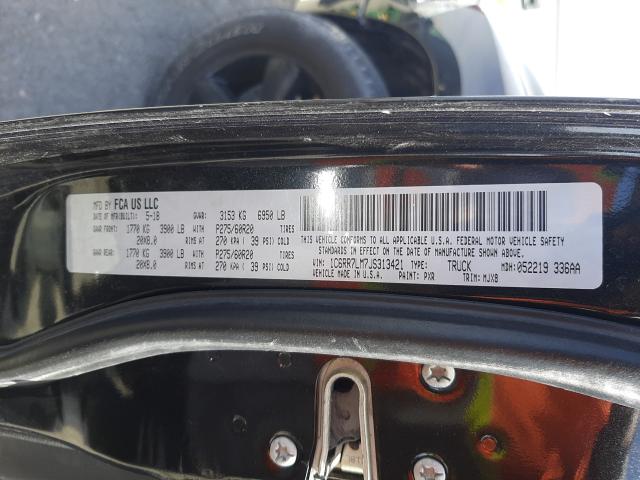 MFD BY FCA US LLC
DATE OF MFR(BUILT): 5-18 GVWR: 3153 KG 6950 LB
GAWR FRONT: 1770 KG 3900 LB WITH P275/60R20 TIRES
20X8.0 RIMS AT 270 KPA ( 39 PSI) COLD
GAWR REAR: 1770 KG 3900 LB WITH P275/60R20 TIRES
20X8.0 RIMS AT 270 KPA ( 39 PSI) COLD
THIS VEHICLE CONFORMS TO ALL APPLICABLE U.S.A. FEDERAL MOTOR VEHICLE SAFETY
STANDARDS IN EFFECT ON THE DATE OF MANUFACTURE SHOWN ABOVE.
VIN: 1C6RR7LM7JS313421 TYPE: TRUCK MDH: 052219 336AA
VEHICLE MADE IN U.S.A. PAINT: PXR TRIM: MJX8